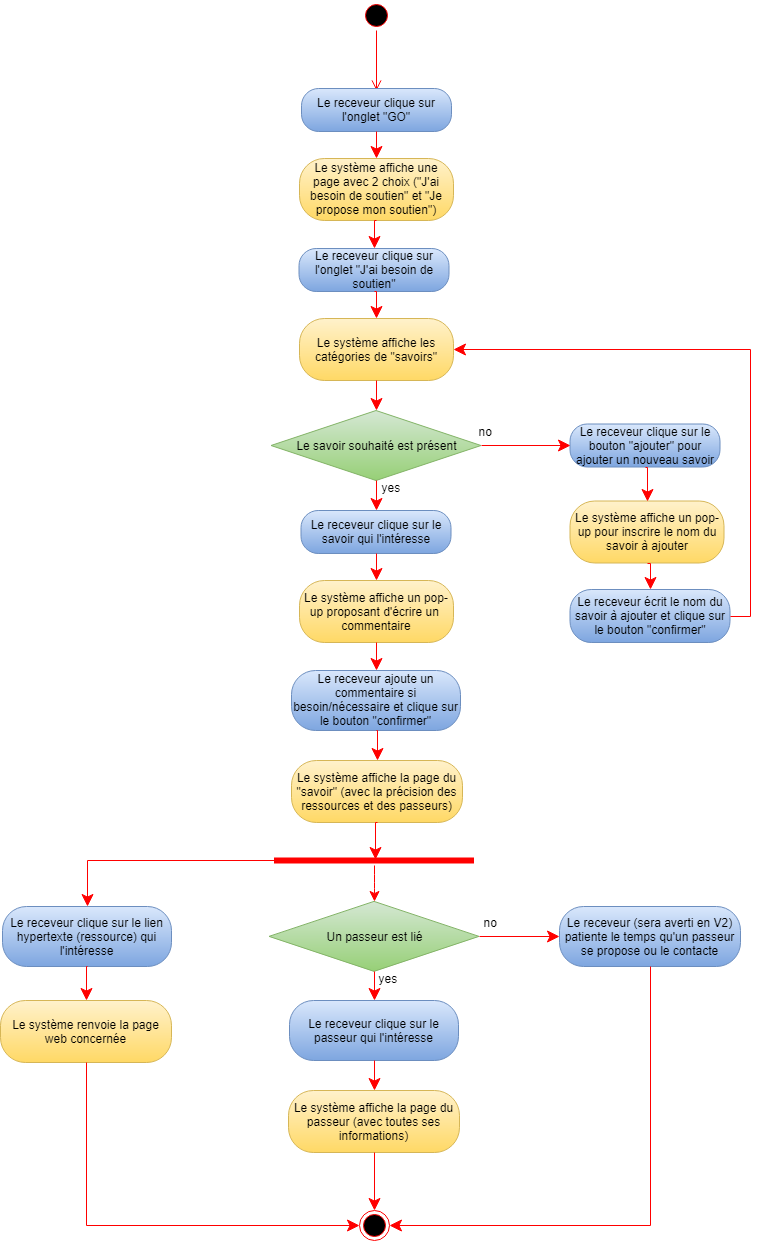 Le receveur clique sur
l'onglet "GO"
Le système affiche une
page avec 2 choix ("J'ai
besoin de soutien" et "Je
propose mon soutien")
Le receveur clique sur
l'onglet "J'ai besoin de
soutien"
Le système affiche les
catégories de "savoirs"
Le savoir souhaité est présent
no
Le receveur clique sur le
bouton "ajouter" pour
ajouter un nouveau savoir
Le système affiche un pop-
up pour inscrire le nom du
savoir à ajouter
Le receveur écrit le nom du
savoir à ajouter et clique sur
le bouton "confirmer"
yes
Le receveur clique sur le
savoir qui l'intéresse
Le système affiche un pop-
up proposant d'écrire un
commentaire
Le receveur ajoute un
commentaire si
besoin/nécessaire et clique sur
le bouton "confirmer"
Le système affiche la page du
"savoir" (avec la précision des
ressources et des passeurs)
Le receveur clique sur le lien
hypertexte (ressource) qui
l'intéresse
Le système renvoie la page
web concernée
Un passeur est lié
no
Le receveur (sera averti en V2)
patiente le temps qu'un passeur
se propose ou le contacte
yes
Le receveur clique sur le
passeur qui l'intéresse
Le système affiche la page du
passeur (avec toutes ses
informations)